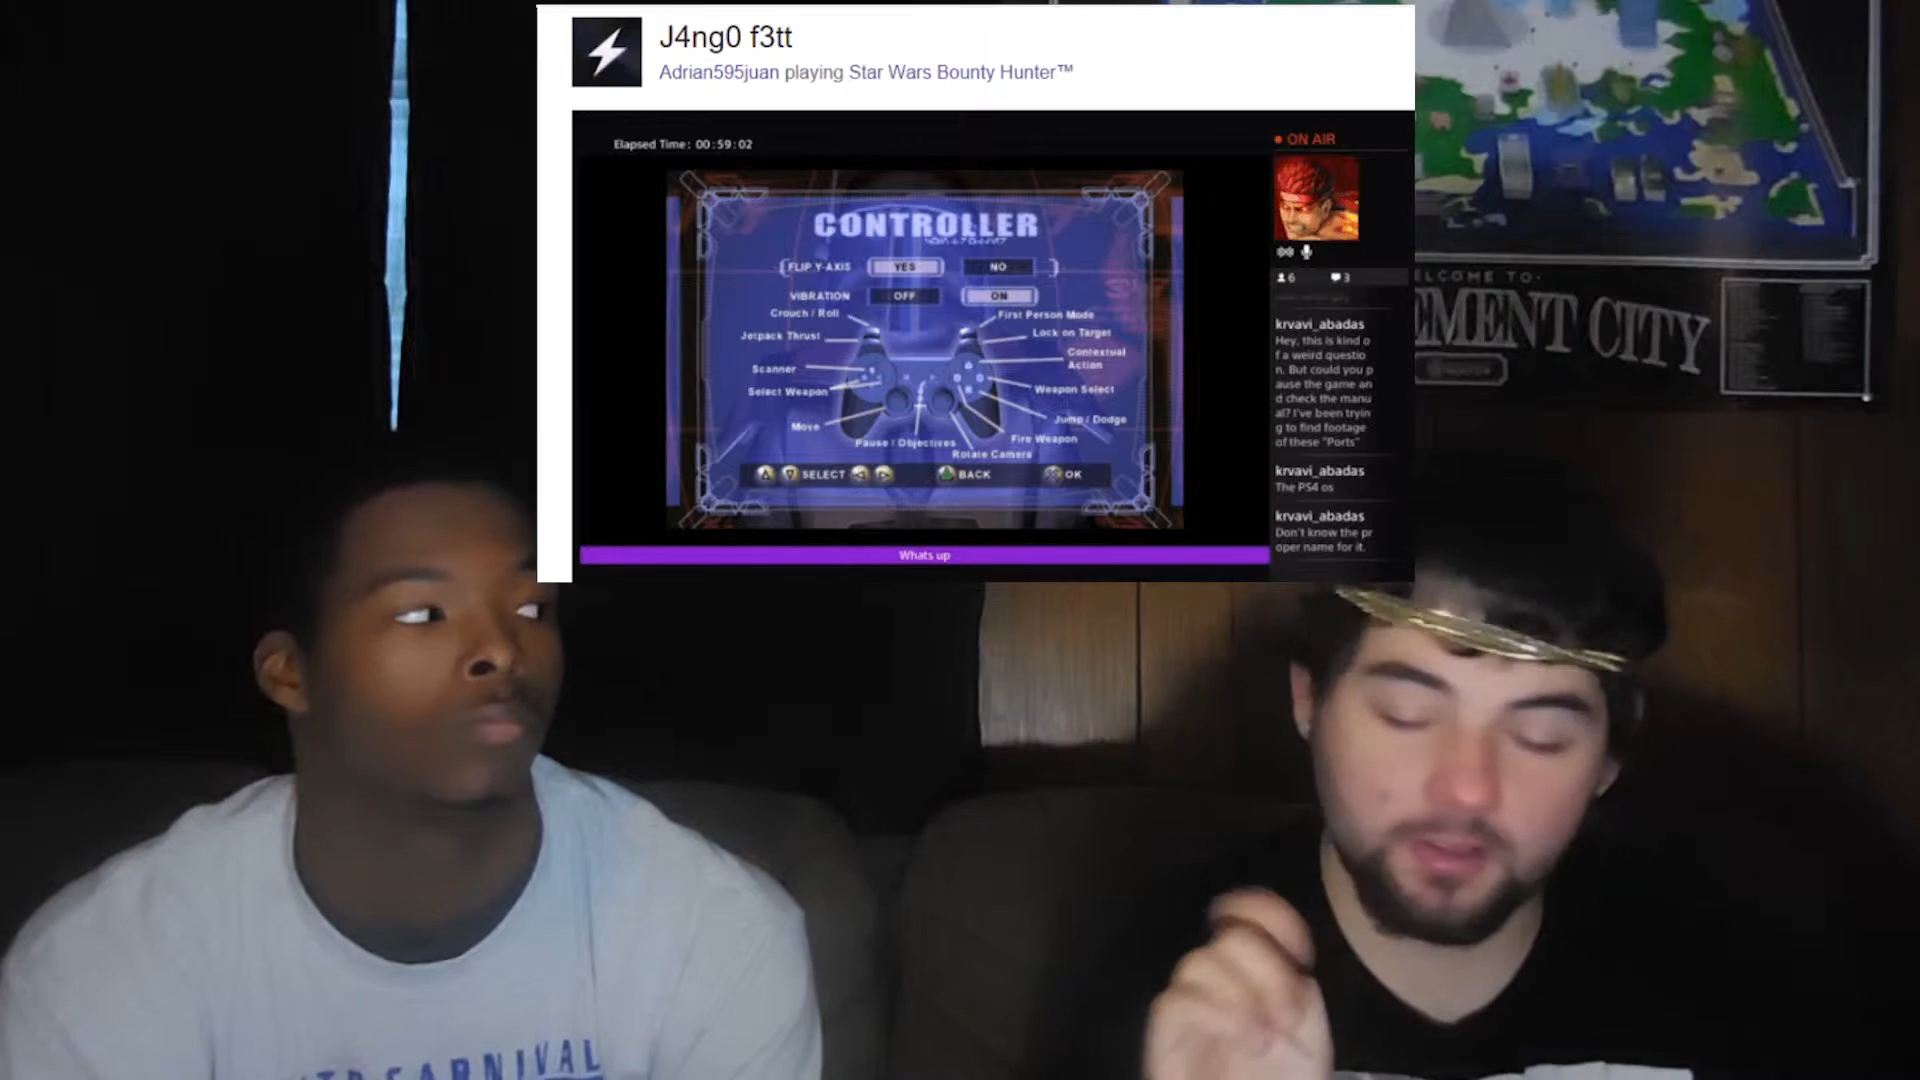 J4ng0 f3tt
Adrian595juan playing Star Wars Bounty Hunter™
Elapsed Time: 00:59:02
ON AIR
CONTROLLER
FLIP Y-AXIS YES NO
VIBRATION OFF ON
Crouch / Roll
First Person Mode
Jetpack Thrust
Lock on Target
Contextual
Action
Scanner
Select Weapon
Weapon Select
Move
Jump / Dodge
Pause / Objectives
Fire Weapon
Rotate Camera
SELECT BACK OK
Whats up
6 3
krvavi_abadas
Hey, this is kind o
f a weird questio
n. But could you p
ause the game an
d check the manu
al? I've been tryin
g to find footage
of these "Ports"
krvavi_abadas
The PS4 os
krvavi_abadas
Don't know the pr
oper name for it.
ELCOME TO
EMENT CITY
CARNIVAL